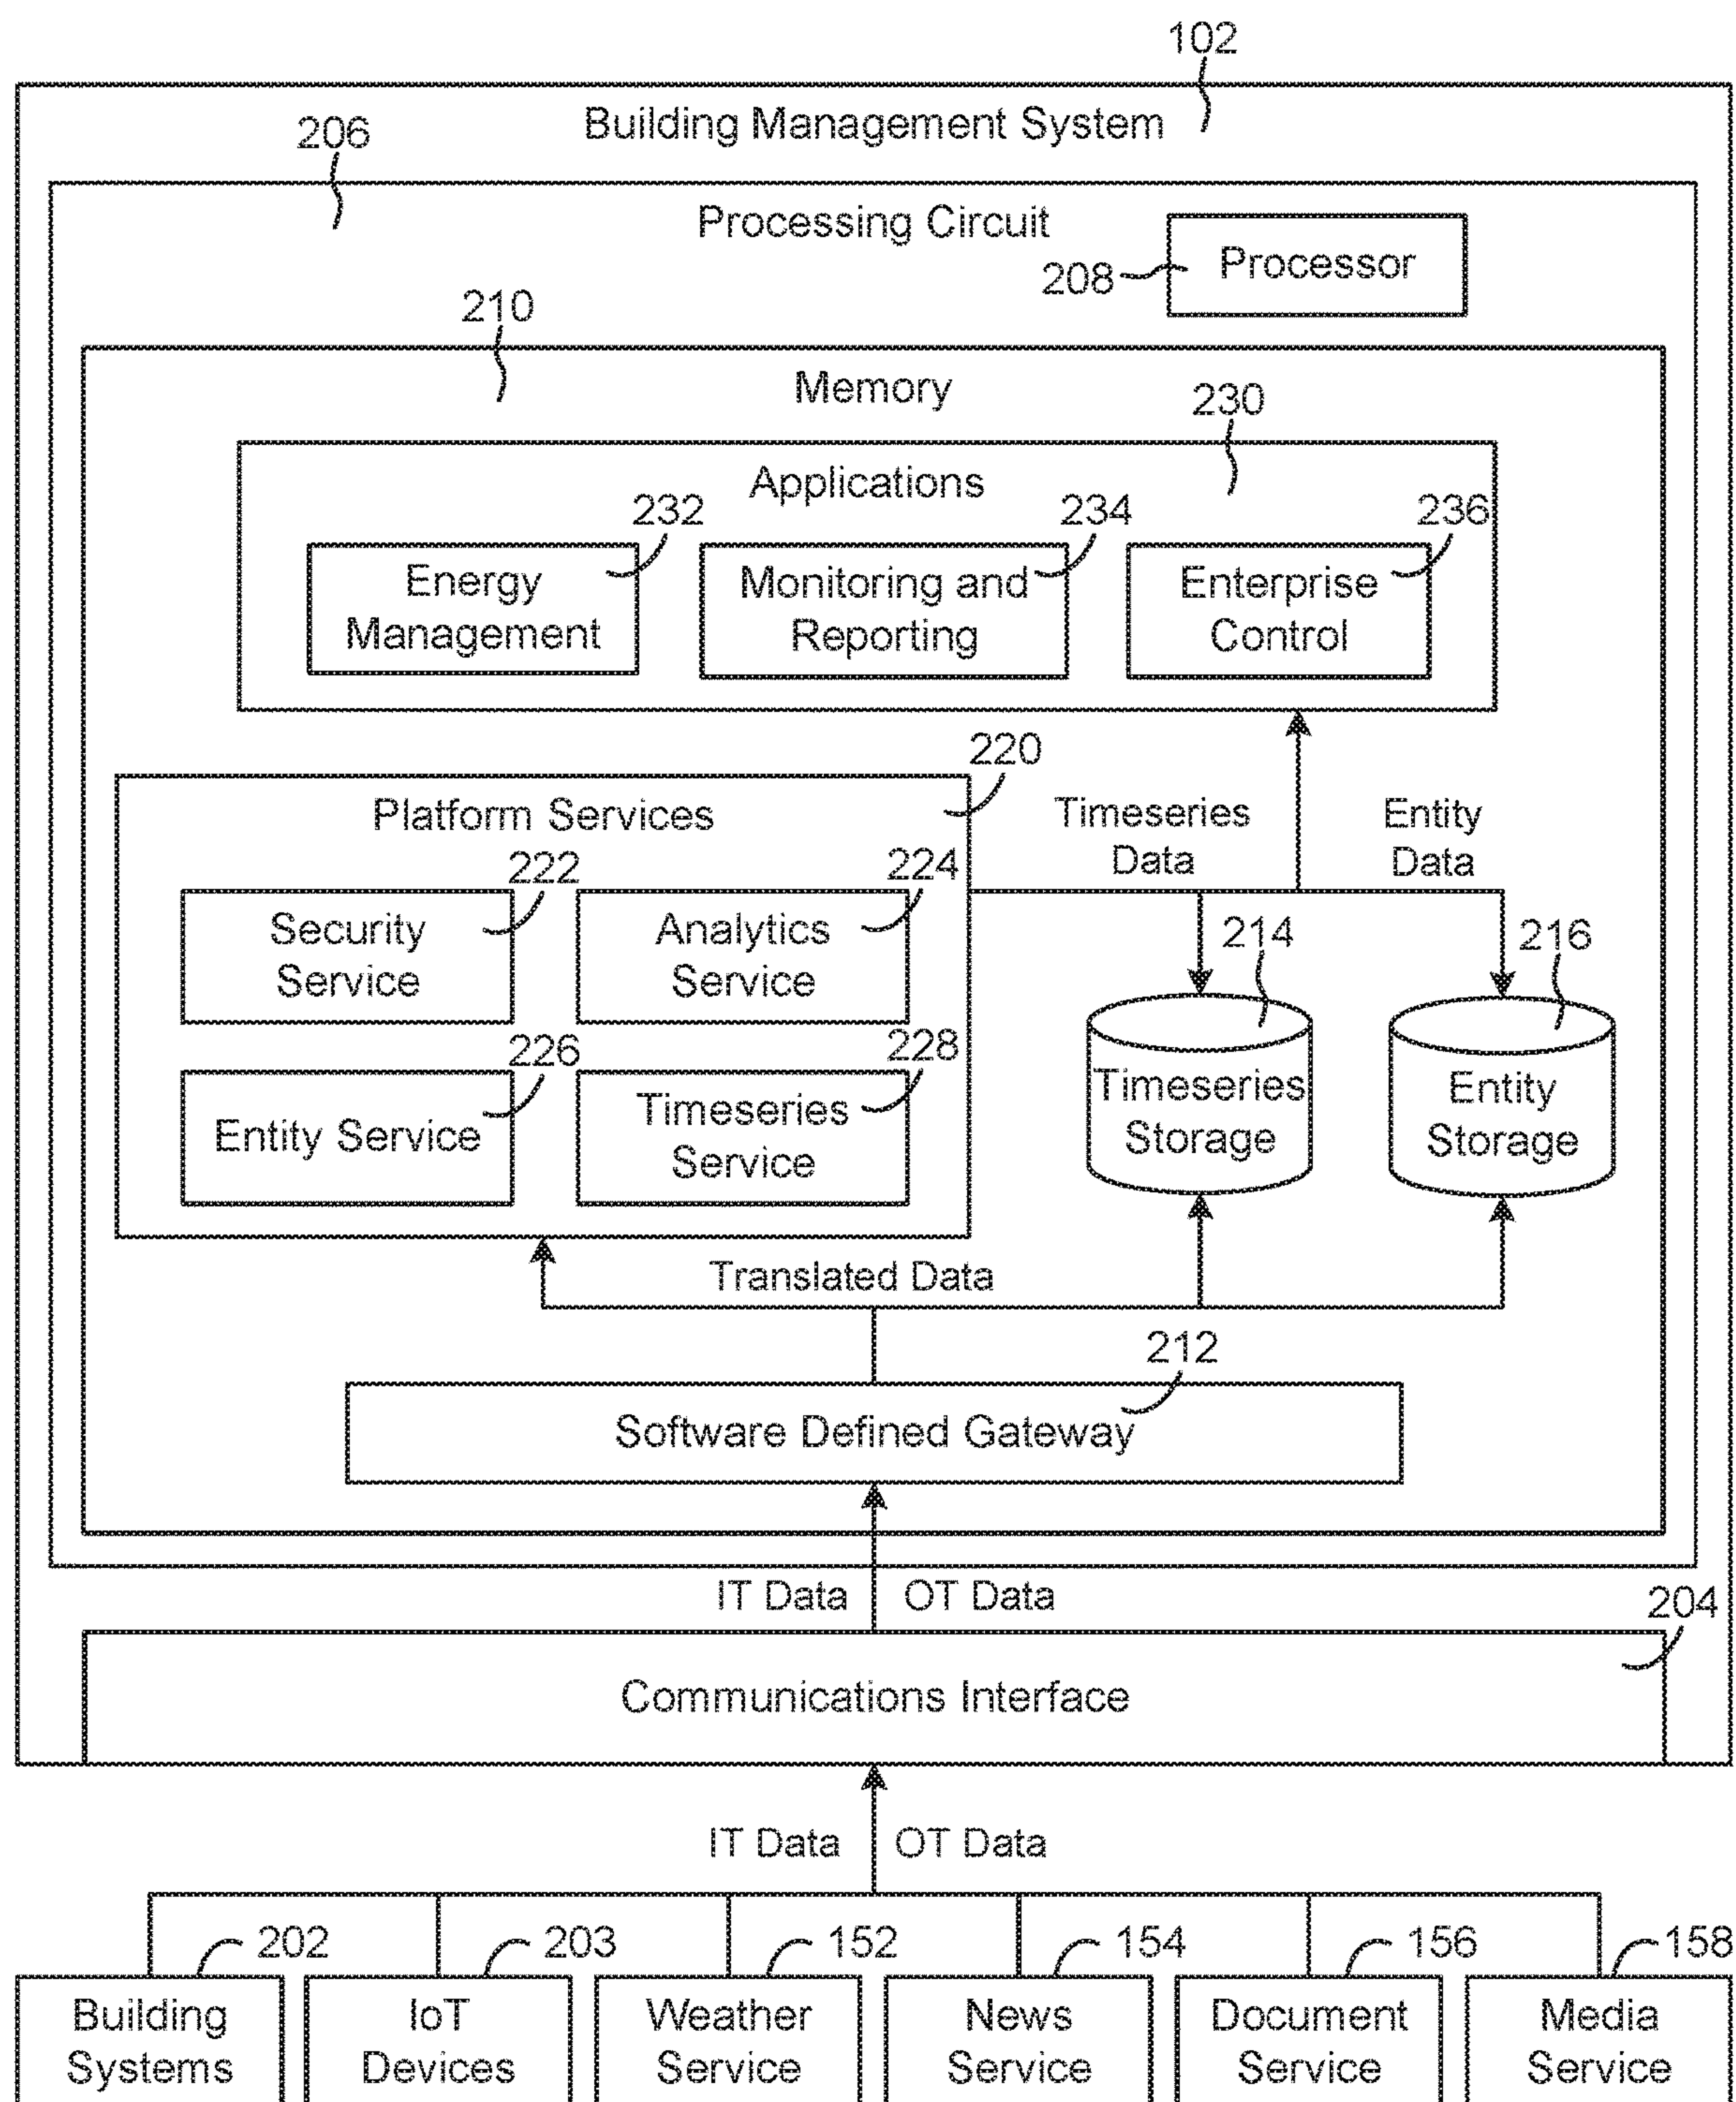 102
Building Management System
206
Processing Circuit
208
Processor
210
Memory
230
Applications
232
234
236
Energy
Management
Monitoring and
Reporting
Enterprise
Control
220
Platform Services
Timeseries
Data
Entity
Data
222
224
Security
Service
Analytics
Service
214
216
226
228
Entity Service
Timeseries
Service
Timeseries
Storage
Entity
Storage
Translated Data
212
Software Defined Gateway
IT Data
OT Data
204
Communications Interface
IT Data
OT Data
202
203
152
154
156
158
Building
Systems
IoT
Devices
Weather
Service
News
Service
Document
Service
Media
Service